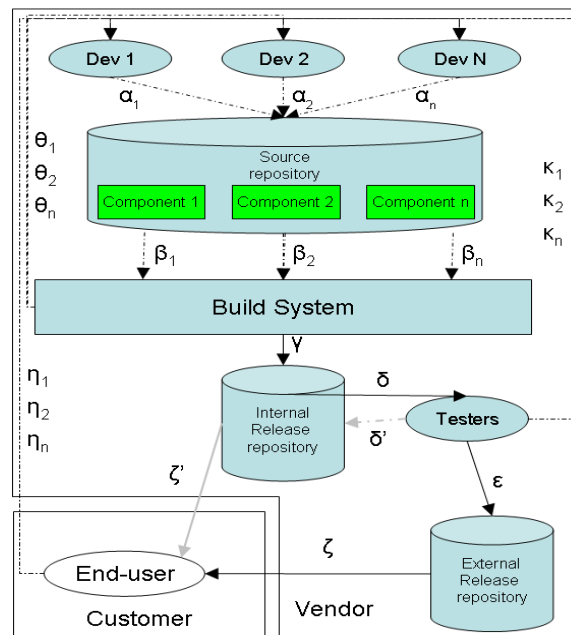 Dev 1
Dev 2
Dev N
α1
α2
αn
θ1
θ2
θn
Source
repository
Component 1
Component 2
Component n
κ1
κ2
κn
β1
β2
βn
Build System
γ
η1
η2
ηn
Internal
Release
repository
δ
δ’
Testers
ζ’
ε
End-user
ζ
External
Release
repository
Customer
Vendor